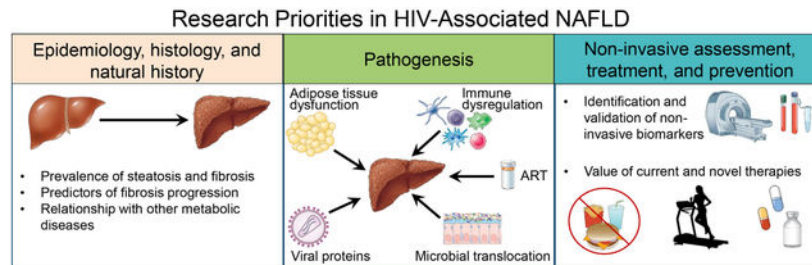 Research Priorities in HIV-Associated NAFLD
Epidemiology, histology, and
natural history
• Prevalence of steatosis and fibrosis
• Predictors of fibrosis progression
• Relationship with other metabolic
diseases
Pathogenesis
Adipose tissue
dysfunction
Immune
dysregulation
ART
Viral proteins
Microbial translocation
Non-invasive assessment,
treatment, and prevention
• Identification and
validation of non-
invasive biomarkers
• Value of current and novel therapies